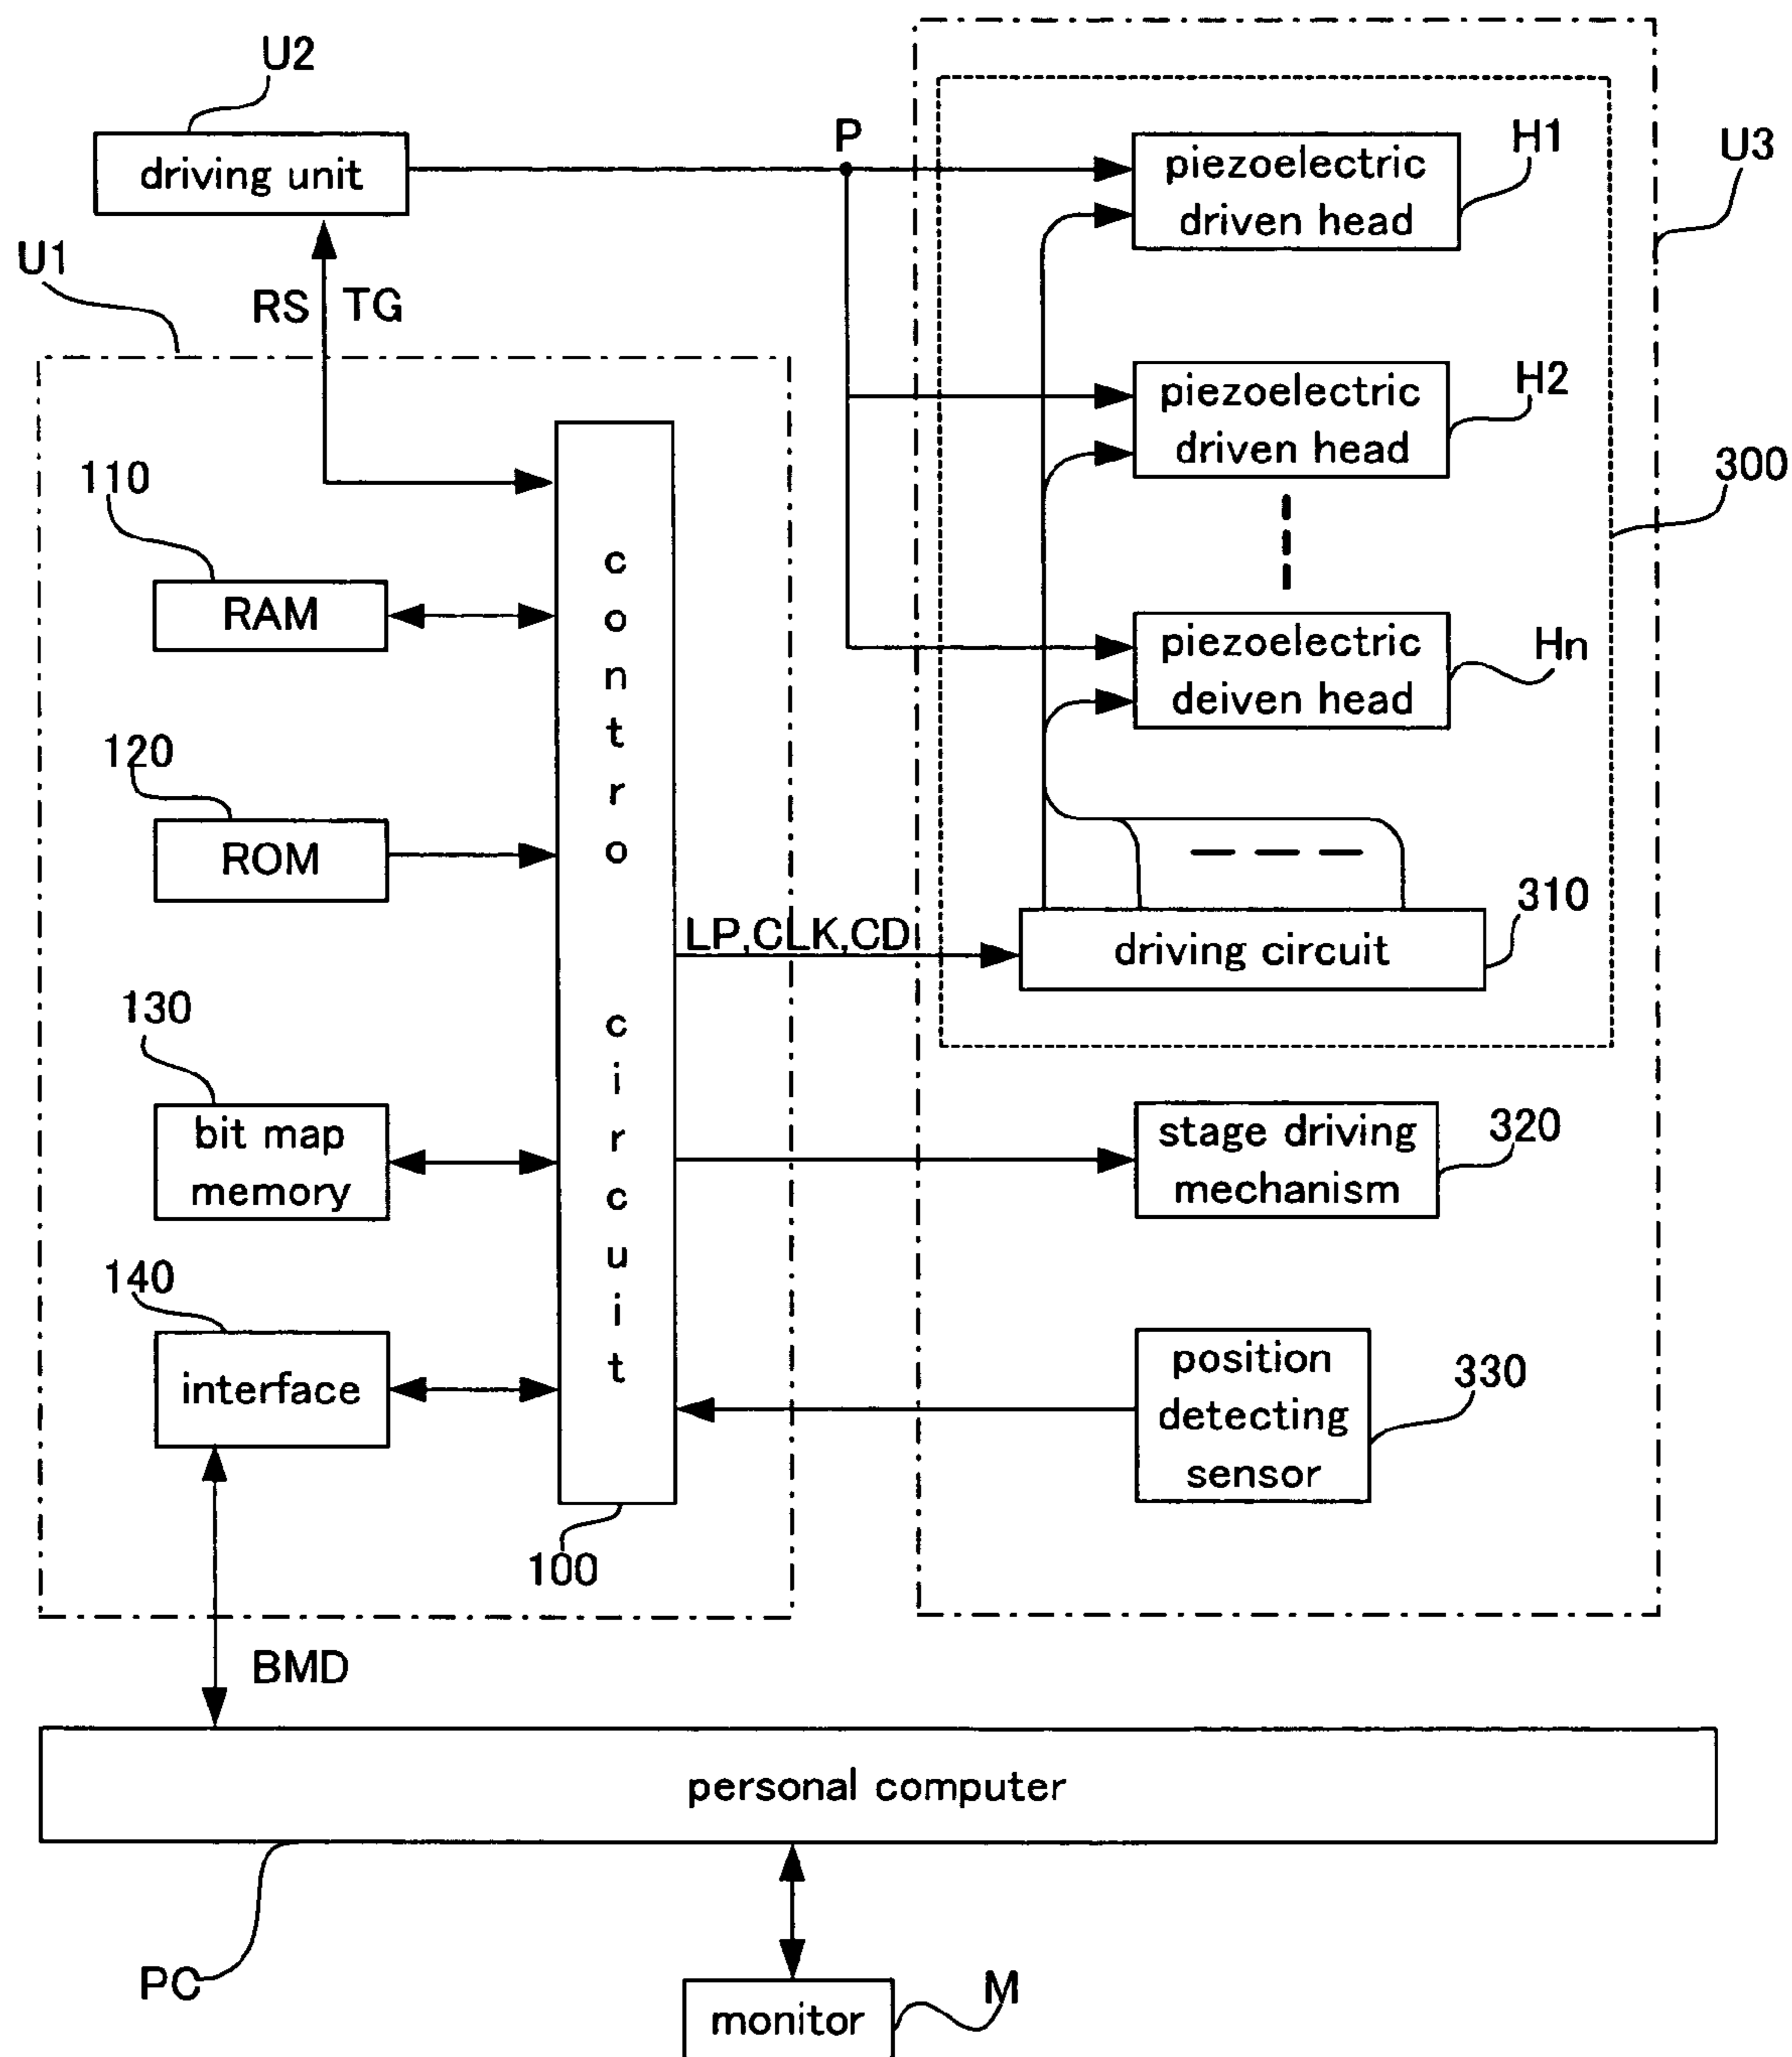 U2
driving unit
P
piezoelectric
driven head
H1
U3
U1
RS TG
piezoelectric
driven head
H2
300
110
RAM
piezoelectric
deiven head
Hn
120
ROM
contro circuit
LP,CLK,CD
driving circuit
310
130
bit map
memory
stage driving
mechanism
320
140
interface
position
detecting
sensor
330
100
BMD
personal computer
PC
monitor
M